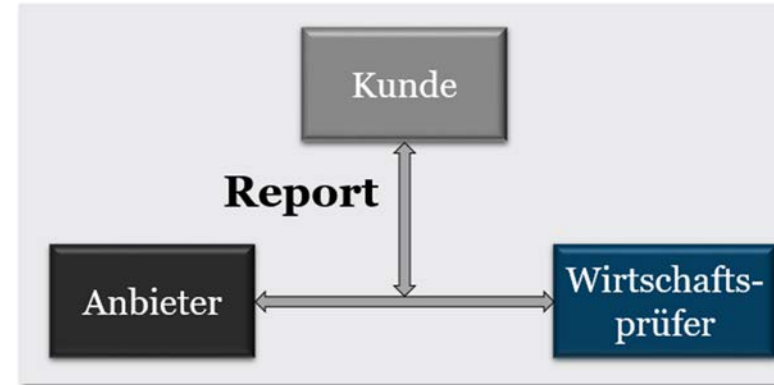 Kunde
Report
Anbieter
Wirtschafts-
prüfer